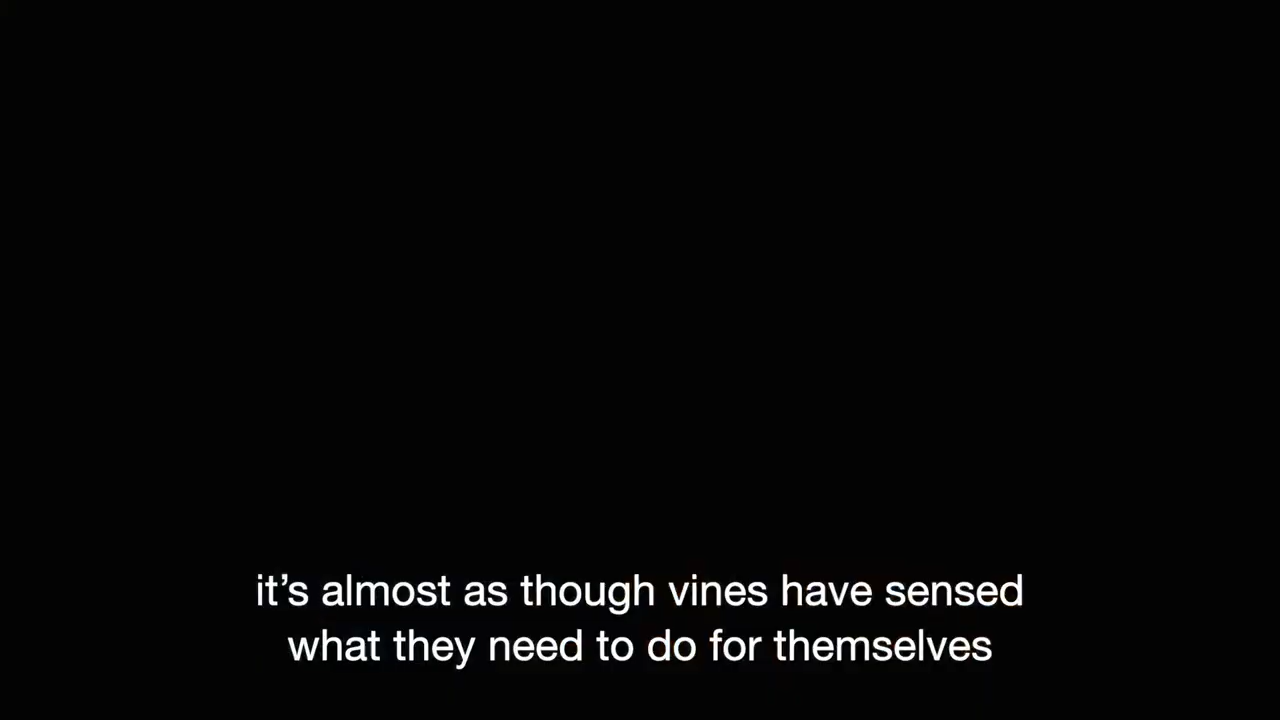 it’s almost as though vines have sensed
what they need to do for themselves